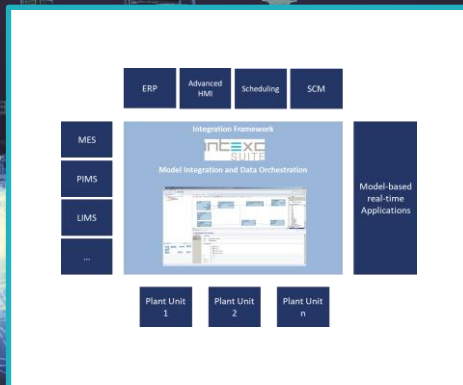 ERP
Advanced
HMI
Scheduling
SCM
MES
PIMS
LIMS
...
Integration Framework
intexc
SUITE
Model Integration and Data Orchestration
Model-based
real-time
Applications
Plant Unit
1
Plant Unit
2
Plant Unit
n